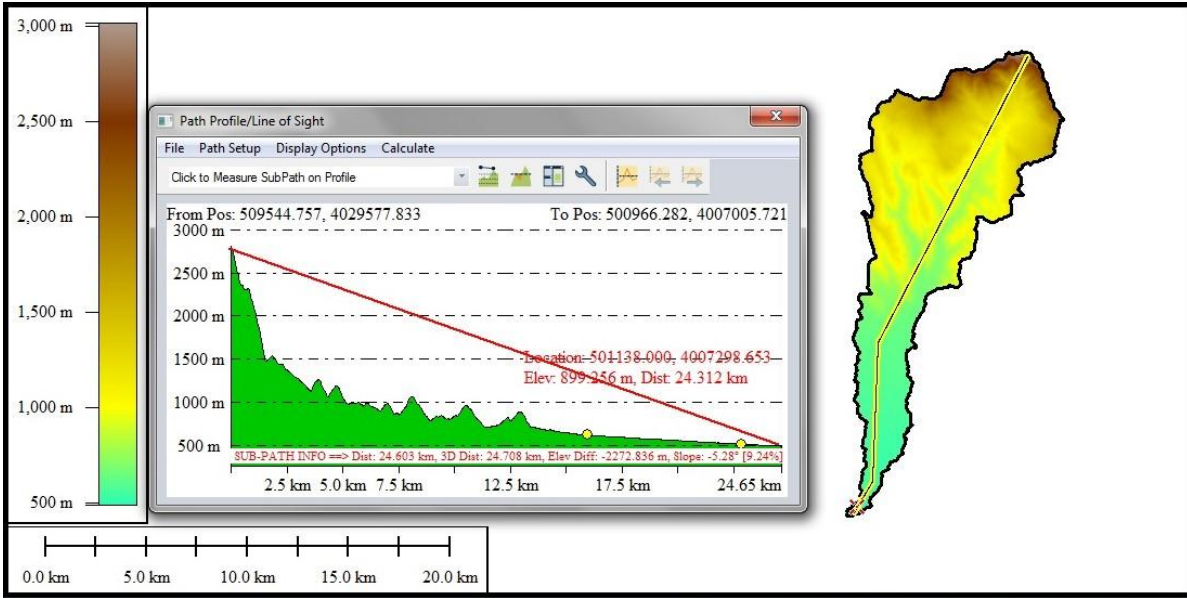 3,000 m
2,500 m
2,000 m
1,500 m
1,000 m
500 m
Path Profile/Line of Sight
File Path Setup Display Options Calculate
Click to Measure SubPath on Profile
From Pos: 509544.757, 4029577.833 To Pos: 500966.282, 4007005.721
3000 m
2500 m
2000 m
1500 m
1000 m
500 m
Location: 501138.000, 4007298.653
Elev: 899.256 m, Dist: 24.312 km
SUB-PATH INFO ==> Dist: 24.603 km, 3D Dist: 24.708 km, Elev Diff: -2272.836 m, Slope: -5.28° [9.24%]
2.5 km 5.0 km 7.5 km 12.5 km 17.5 km 24.65 km
0.0 km 5.0 km 10.0 km 15.0 km 20.0 km